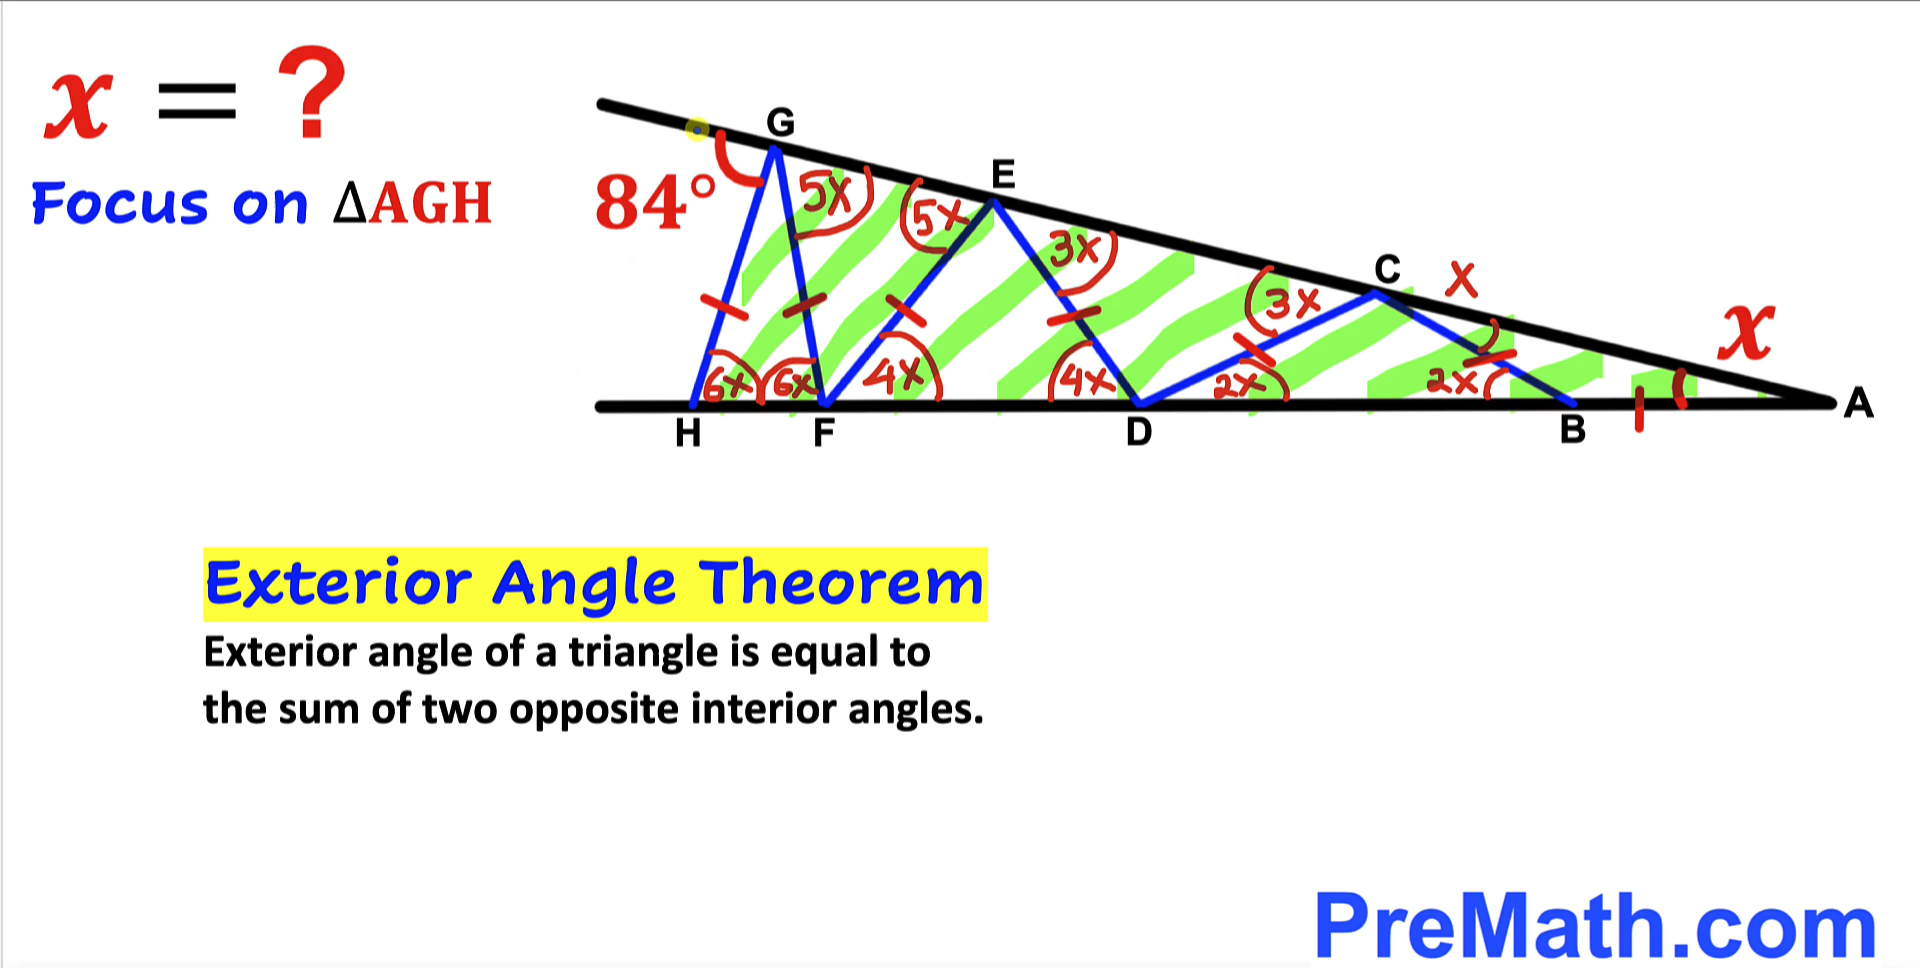 x = ?
Focus on ΔAGH
84°
G
5x
5x
E
3x
3x
C
x
x
A
6x
6x
4x
4x
2x
2x
H
F
D
B
Exterior Angle Theorem
Exterior angle of a triangle is equal to
the sum of two opposite interior angles.
PreMath.com